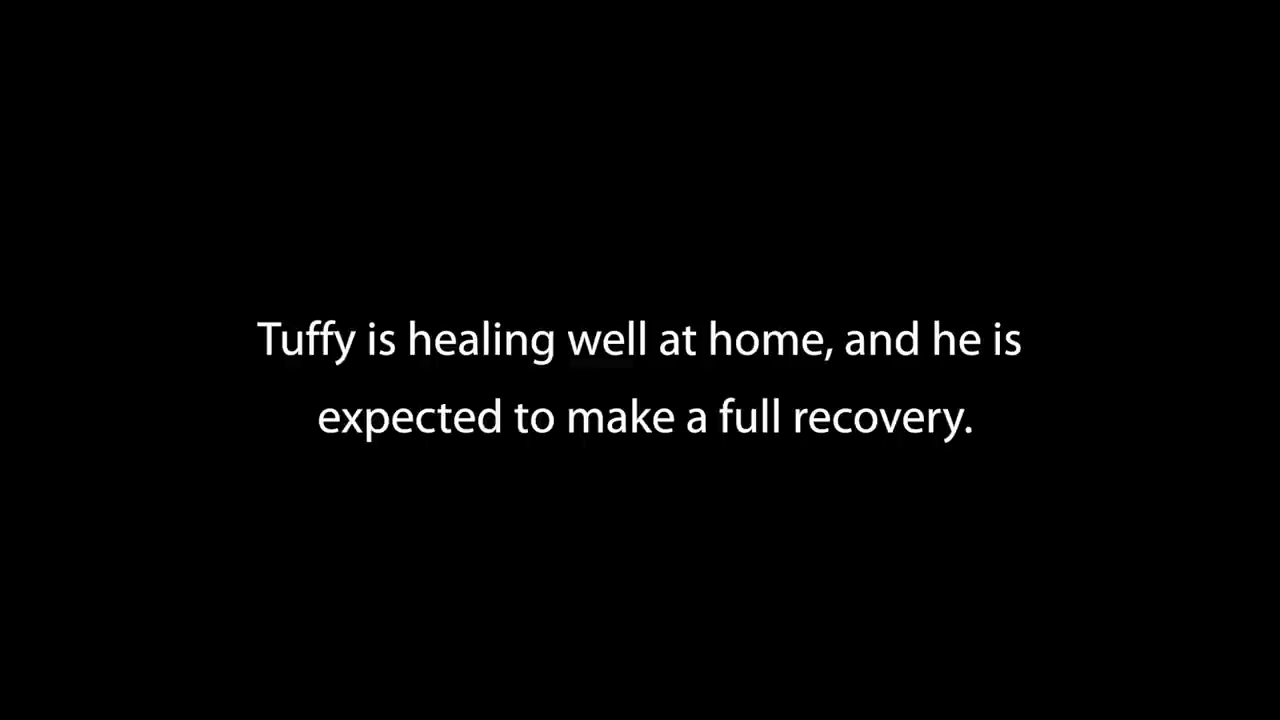 Tuffy is healing well at home, and he is
expected to make a full recovery.